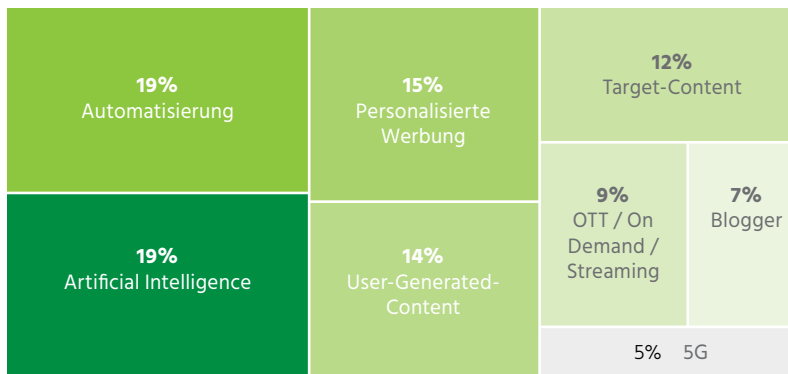 19%
Automatisierung
19%
Artificial Intelligence
15%
Personalisierte
Werbung
14%
User-Generated-
Content
12%
Target-Content
9%
OTT / On
Demand /
Streaming
7%
Blogger
5% 5G